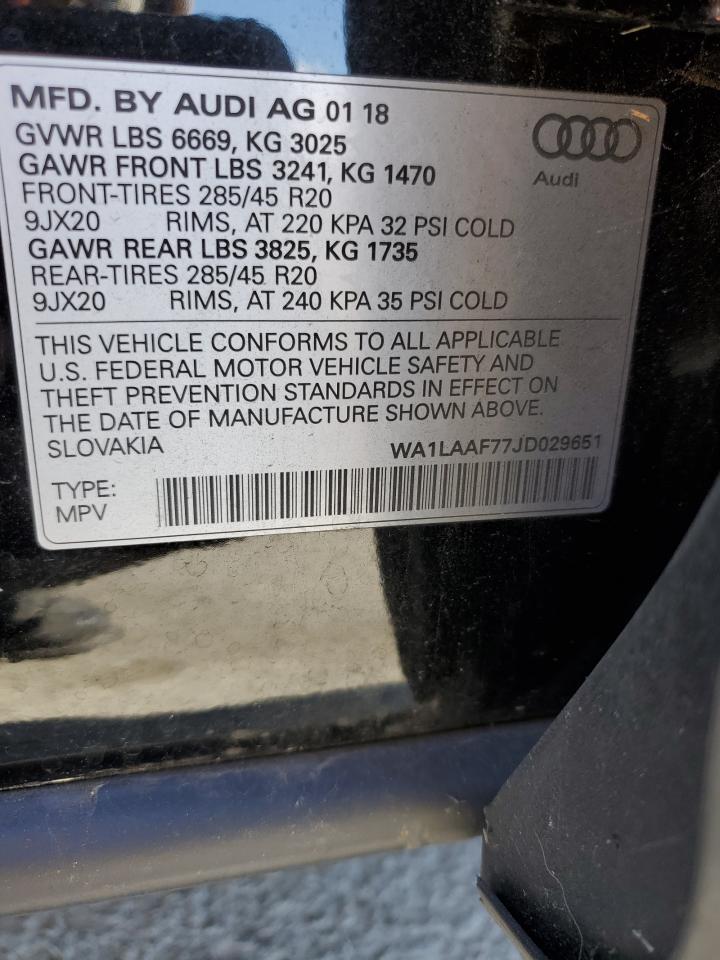 MFD. BY AUDI AG 01 18
GVWR LBS 6669, KG 3025
GAWR FRONT LBS 3241, KG 1470
FRONT-TIRES 285/45 R20
9JX20 RIMS, AT 220 KPA 32 PSI COLD
GAWR REAR LBS 3825, KG 1735
REAR-TIRES 285/45 R20
9JX20 RIMS, AT 240 KPA 35 PSI COLD
Audi
THIS VEHICLE CONFORMS TO ALL APPLICABLE
U.S. FEDERAL MOTOR VEHICLE SAFETY AND
THEFT PREVENTION STANDARDS IN EFFECT ON
THE DATE OF MANUFACTURE SHOWN ABOVE.
SLOVAKIA WA1LAAF77JD029651
TYPE:
MPV